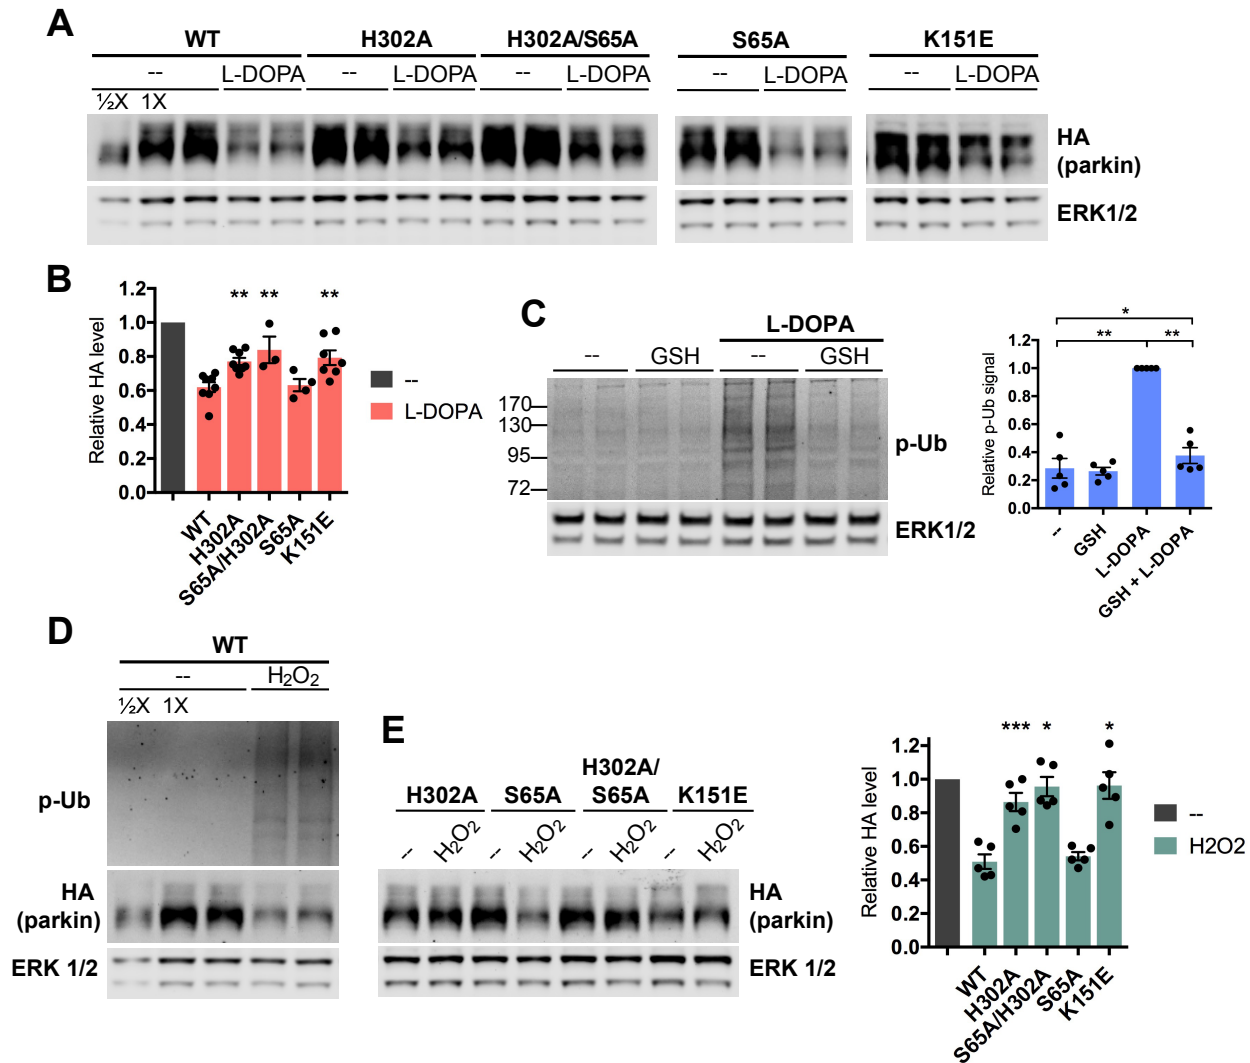 A
WT H302A H302A/S65A S65A K151E
-- L-DOPA -- L-DOPA -- L-DOPA -- L-DOPA -- L-DOPA
½X 1X
HA
(parkin)
ERK1/2
B
Relative HA level
1.2
1.0
0.8
0.6
0.4
0.2
0.0
** ** **
WT
H302A
S65A/H302A
S65A
K151E
--
L-DOPA
C
L-DOPA
-- GSH -- GSH
170
130
95
72
p-Ub
ERK1/2
Relative p-Ub signal
1.2
1.0
0.8
0.6
0.4
0.2
0.0
*
** **
--
GSH
L-DOPA
GSH + L-DOPA
D
WT
-- H₂O₂
½X 1X
p-Ub
HA
(parkin)
ERK 1/2
E
H302A S65A H302A/
S65A K151E
-- H₂O₂ -- H₂O₂ -- H₂O₂ -- H₂O₂
HA
(parkin)
ERK 1/2
Relative HA level
1.2
1.0
0.8
0.6
0.4
0.2
0.0
*** * *
WT
H302A
S65A/H302A
S65A
K151E
--
H2O2